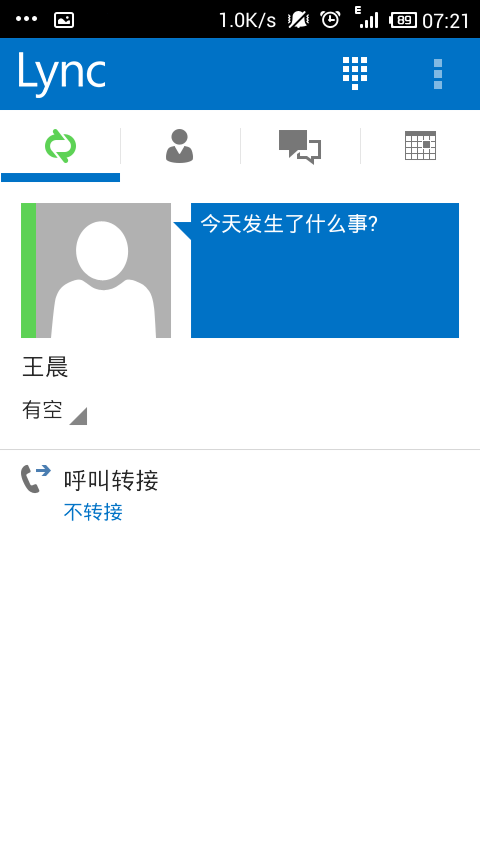 1.0K/s E 89 07:21
Lync
今天发生了什么事?
王晨
有空
呼叫转接
不转接